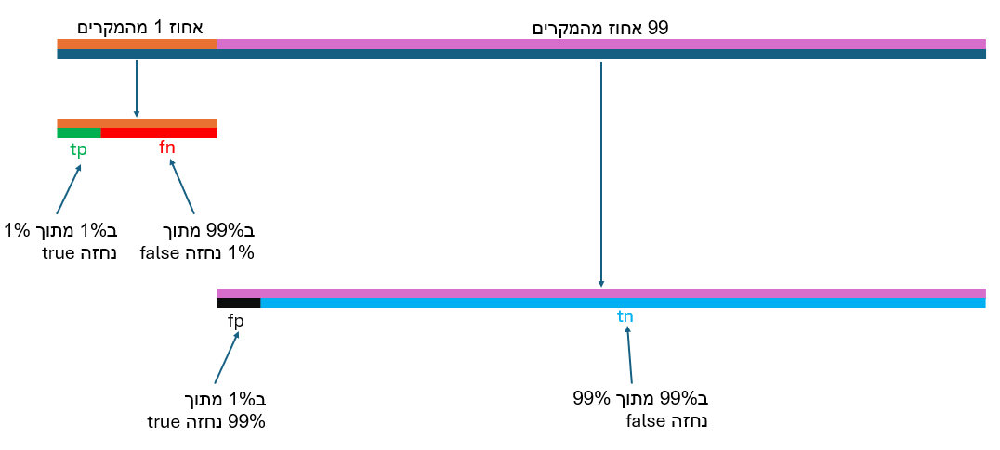 אחוז 1 מהמקרים
99 אחוז מהמקרים
tp
fn
ב1% מתוך 1%
נחזה true
ב99% מתוך
1% נחזה false
fp
tn
ב1% מתוך
99% נחזה true
ב99% מתוך 99%
נחזה false